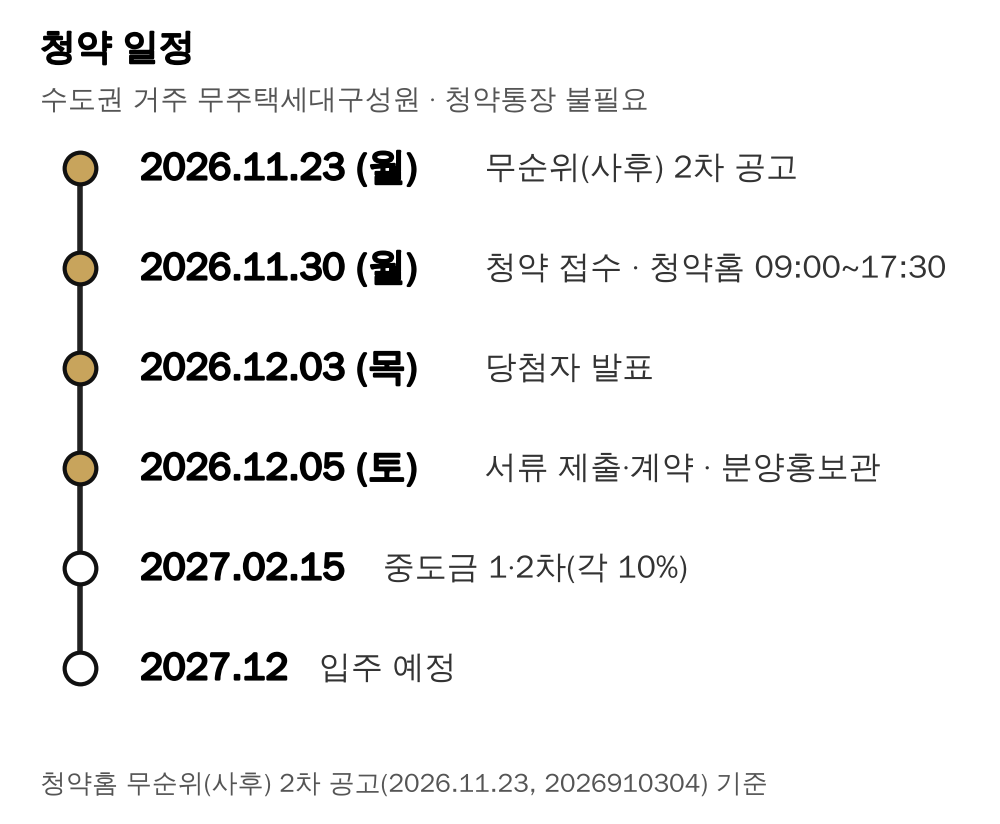 청약 일정
수도권 거주 무주택세대구성원 · 청약통장 불필요
2026.11.23 (월) 무순위(사후) 2차 공고
2026.11.30 (월) 청약 접수 · 청약홈 09:00~17:30
2026.12.03 (목) 당첨자 발표
2026.12.05 (토) 서류 제출·계약 · 분양홍보관
2027.02.15 중도금 1·2차(각 10%)
2027.12 입주 예정
청약홈 무순위(사후) 2차 공고(2026.11.23, 2026910304) 기준